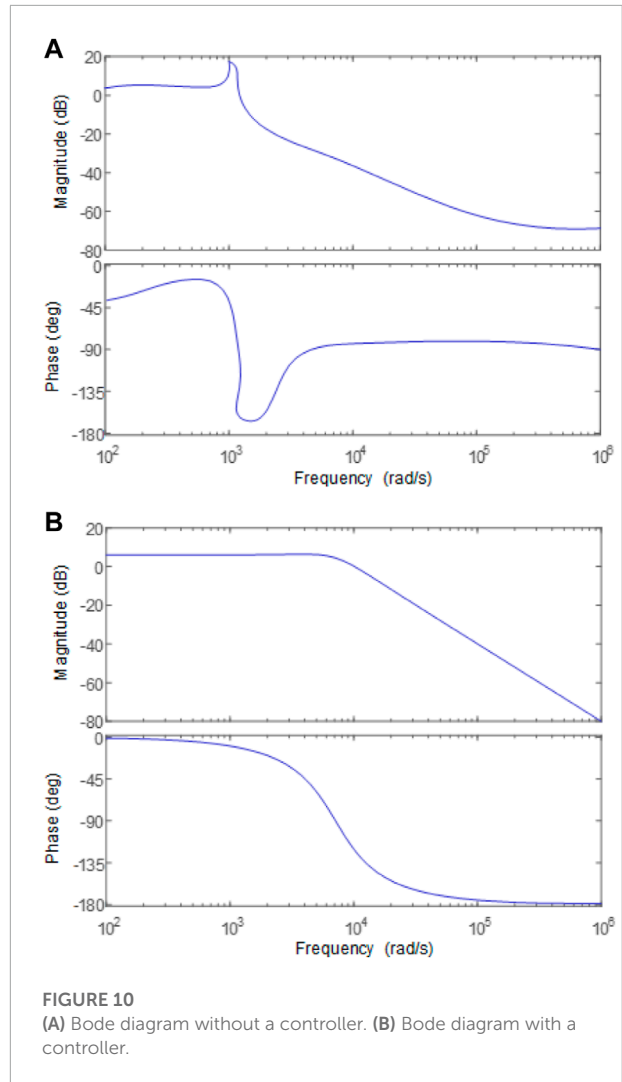 A
20
0
-20
-40
-60
-80
Magnitude (dB)
0
-45
-90
-135
-180
Phase (deg)
10² 10³ 10⁴ 10⁵ 10⁶
Frequency (rad/s)
B
20
0
-20
-40
-60
-80
Magnitude (dB)
0
-45
-90
-135
-180
Phase (deg)
10² 10³ 10⁴ 10⁵ 10⁶
Frequency (rad/s)
FIGURE 10
(A) Bode diagram without a controller. (B) Bode diagram with a
controller.